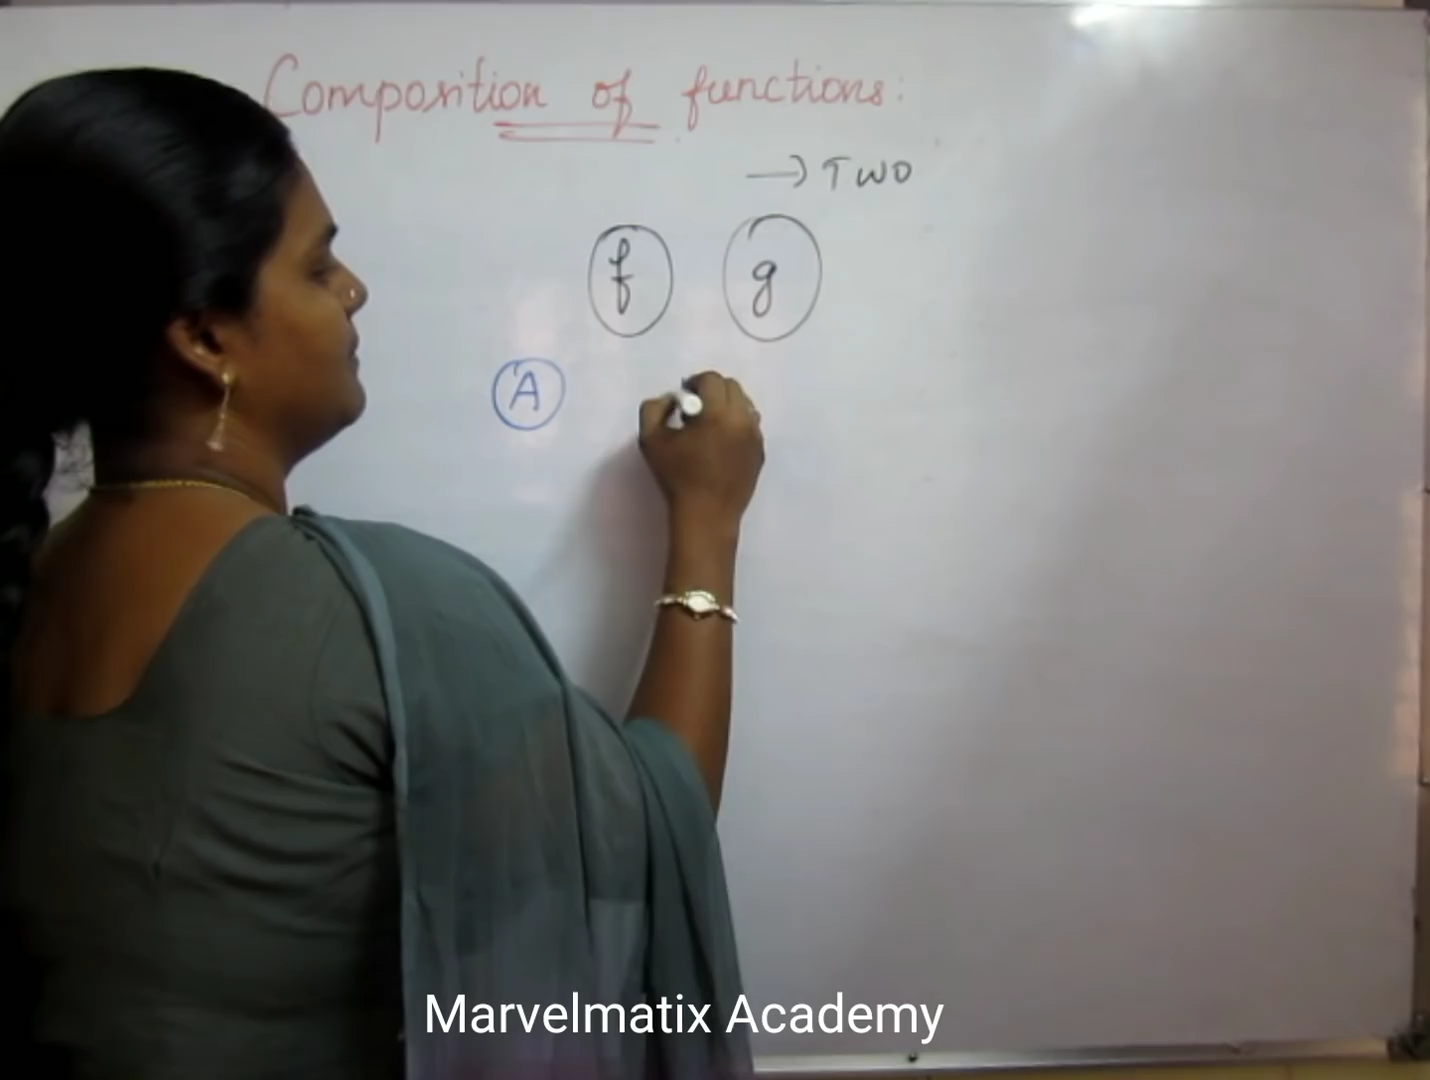 Composition of functions:
→ TWO
f g
A
Marvelmatix Academy